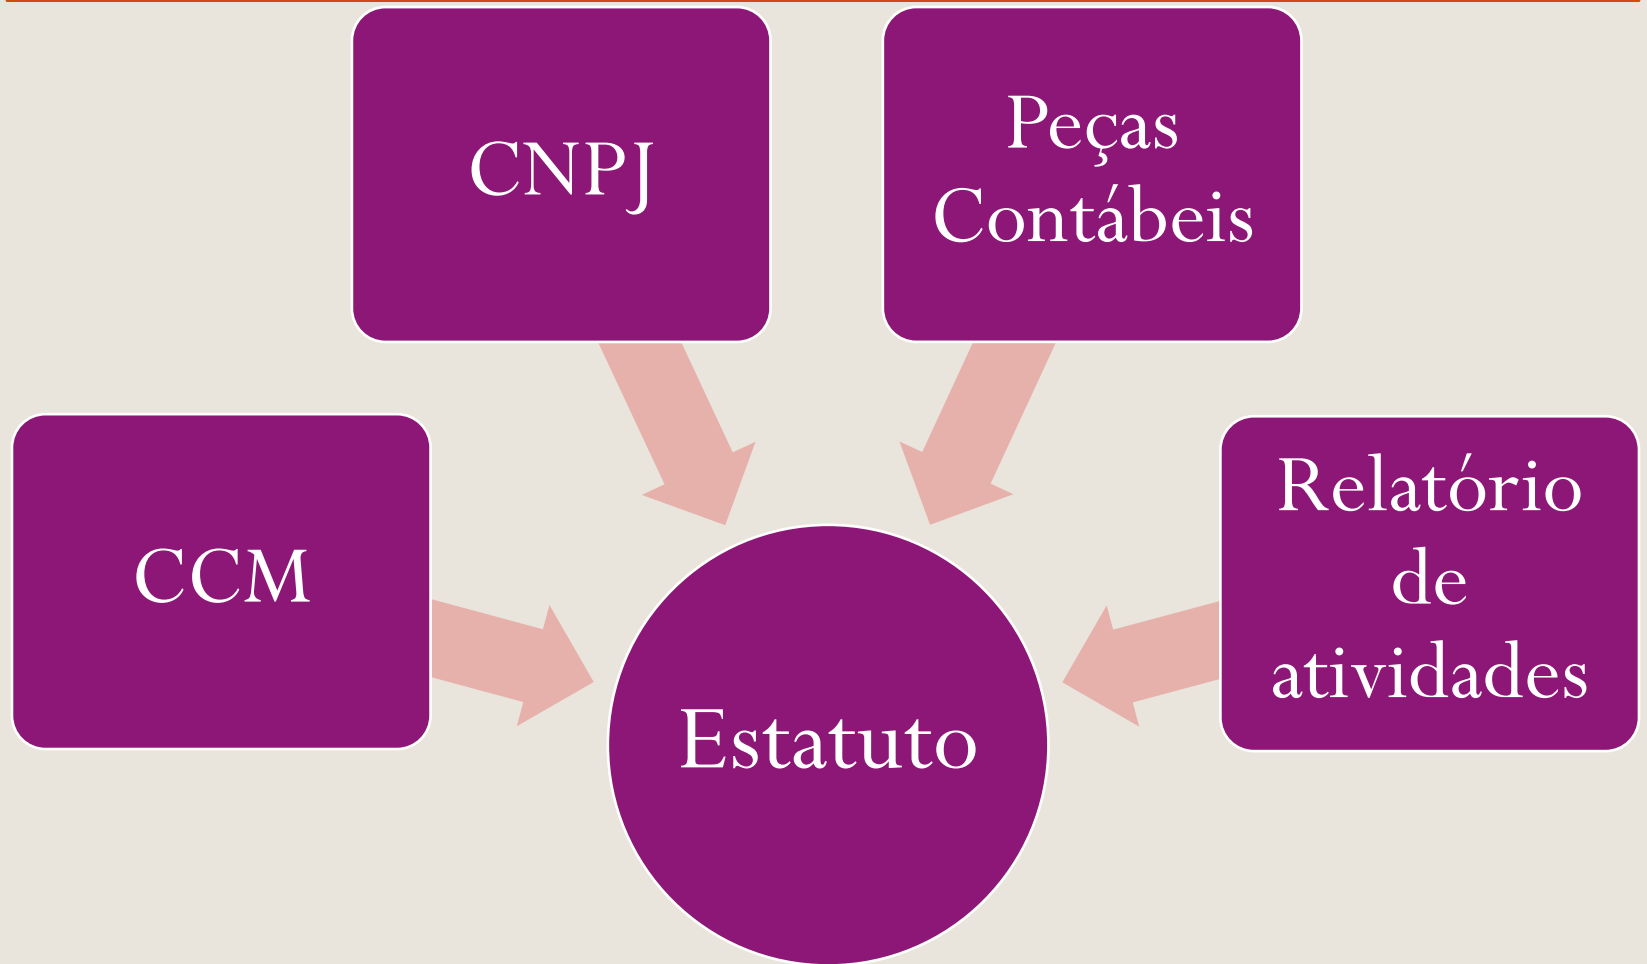 CNPJ
Peças
Contábeis
CCM
Relatório
de
atividades
Estatuto